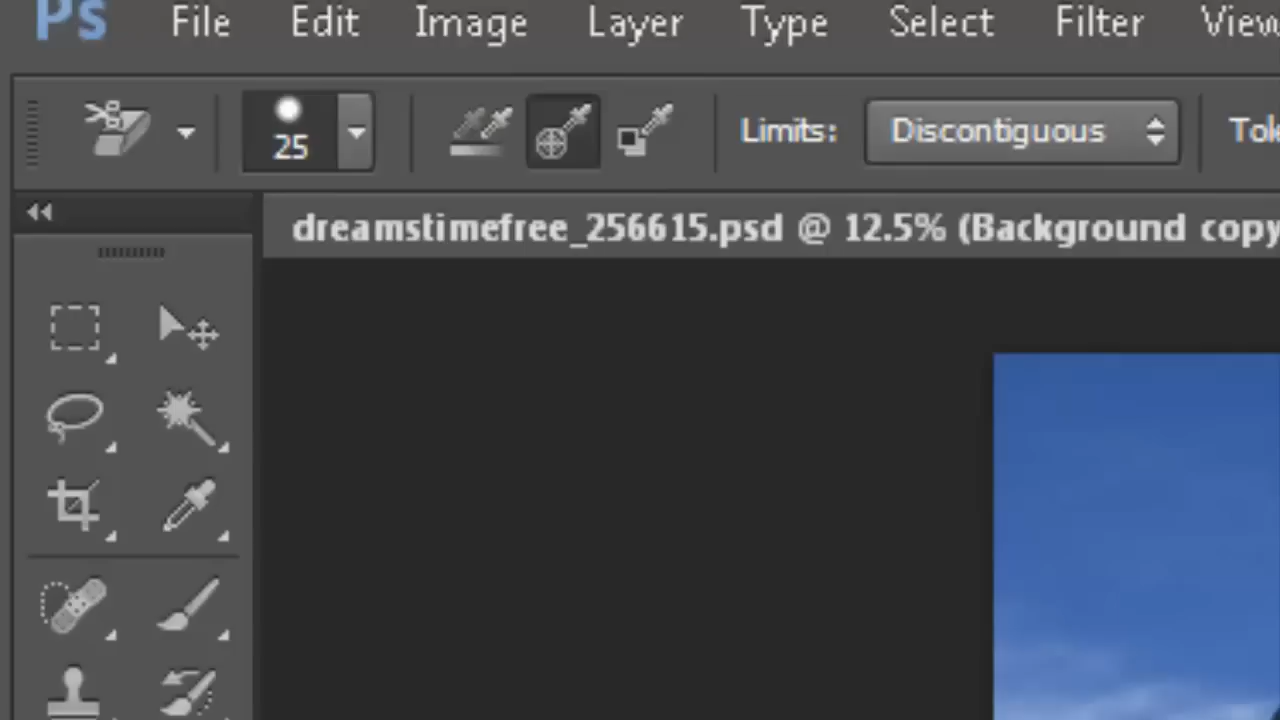 Ps File Edit Image Layer Type Select Filter View
25 Limits: Discontiguous
dreamstimefree_256615.psd @ 12.5% (Background copy